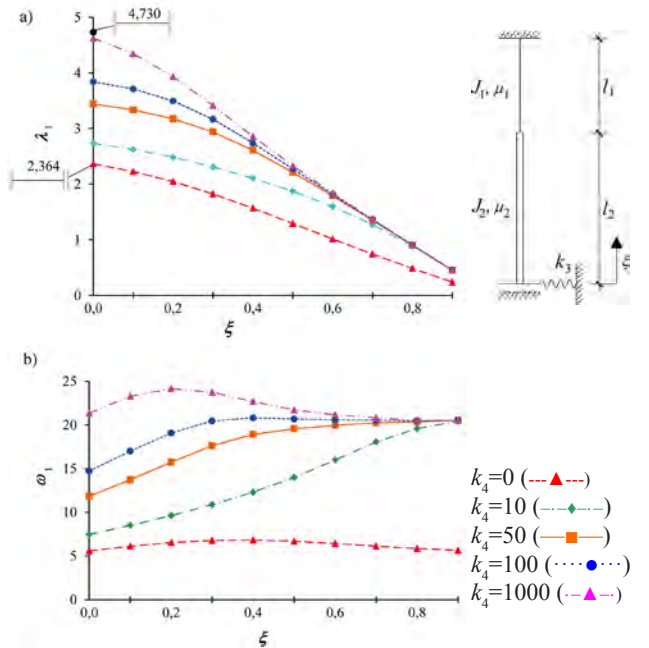 a)
4,730
5
4
3
2
1
0
λ₁
2,364
0,0 0,2 0,4 0,6 0,8
ξ
J₁, μ₁
l₁
J₂, μ₂
l₂
k₃
ξ
b)
25
20
15
10
5
0
ω₁
0,0 0,2 0,4 0,6 0,8
ξ
k₄=0 (---▲---)
k₄=10 (-·-◆-·-)
k₄=50 (—■—)
k₄=100 (·····●·····)
k₄=1000 (-·-▲-·-)